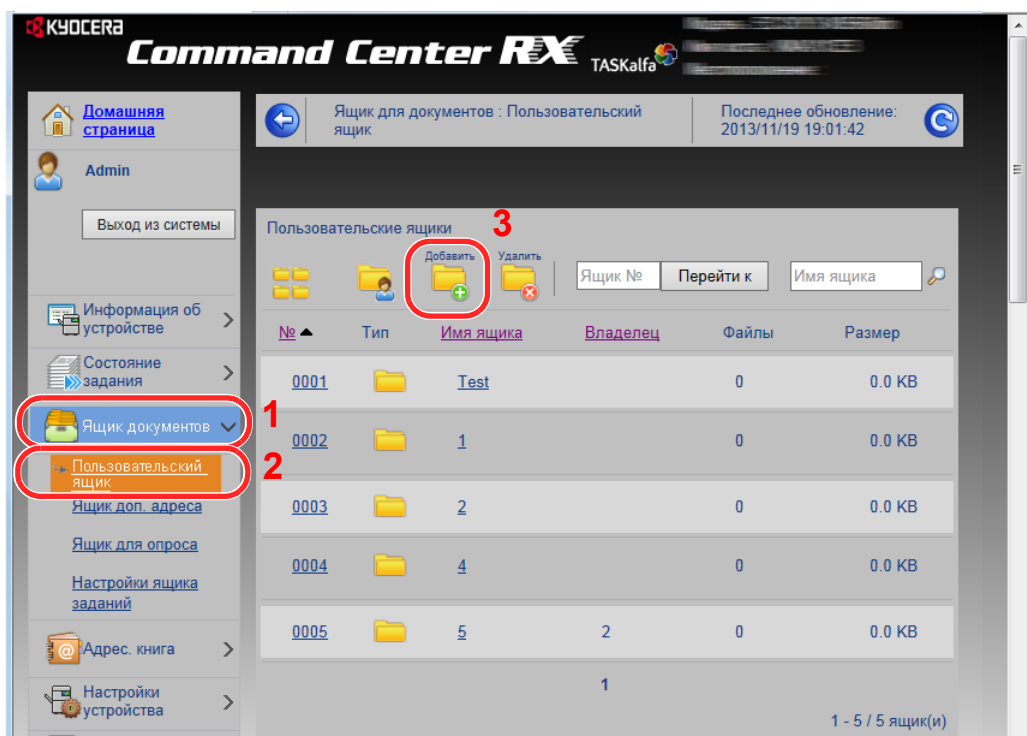 KYOCERA
Command Center RX
TASKalfa
Домашняя
страница
Admin
Выход из системы
Информация об
устройстве
Состояние
задания
Ящик документов
1
Пользовательский
ящик
2
Ящик доп. адреса
Ящик для опроса
Настройки ящика
заданий
Адрес. книга
Настройки
устройства
Ящик для документов : Пользовательский
ящик
Последнее обновление:
2013/11/19 19:01:42
Пользовательские ящики
3
Добавить
Удалить
Ящик №
Перейти к
Имя ящика
№ Тип Имя ящика Владелец Файлы Размер
0001 Test 0 0.0 KB
0002 1 0 0.0 KB
0003 2 0 0.0 KB
0004 4 0 0.0 KB
0005 5 2 0 0.0 KB
1
1 - 5 / 5 ящик(и)